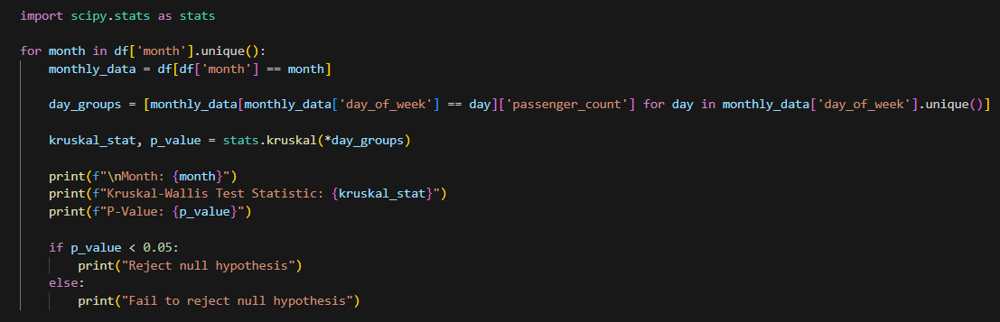 import scipy.stats as stats
for month in df['month'].unique():
monthly_data = df[df['month'] == month]
day_groups = [monthly_data[monthly_data['day_of_week'] == day]['passenger_count'] for day in monthly_data['day_of_week'].unique()]
kruskal_stat, p_value = stats.kruskal(*day_groups)
print(f"\nMonth: {month}")
print(f"Kruskal-Wallis Test Statistic: {kruskal_stat}")
print(f"P-Value: {p_value}")
if p_value < 0.05:
print("Reject null hypothesis")
else:
print("Fail to reject null hypothesis")